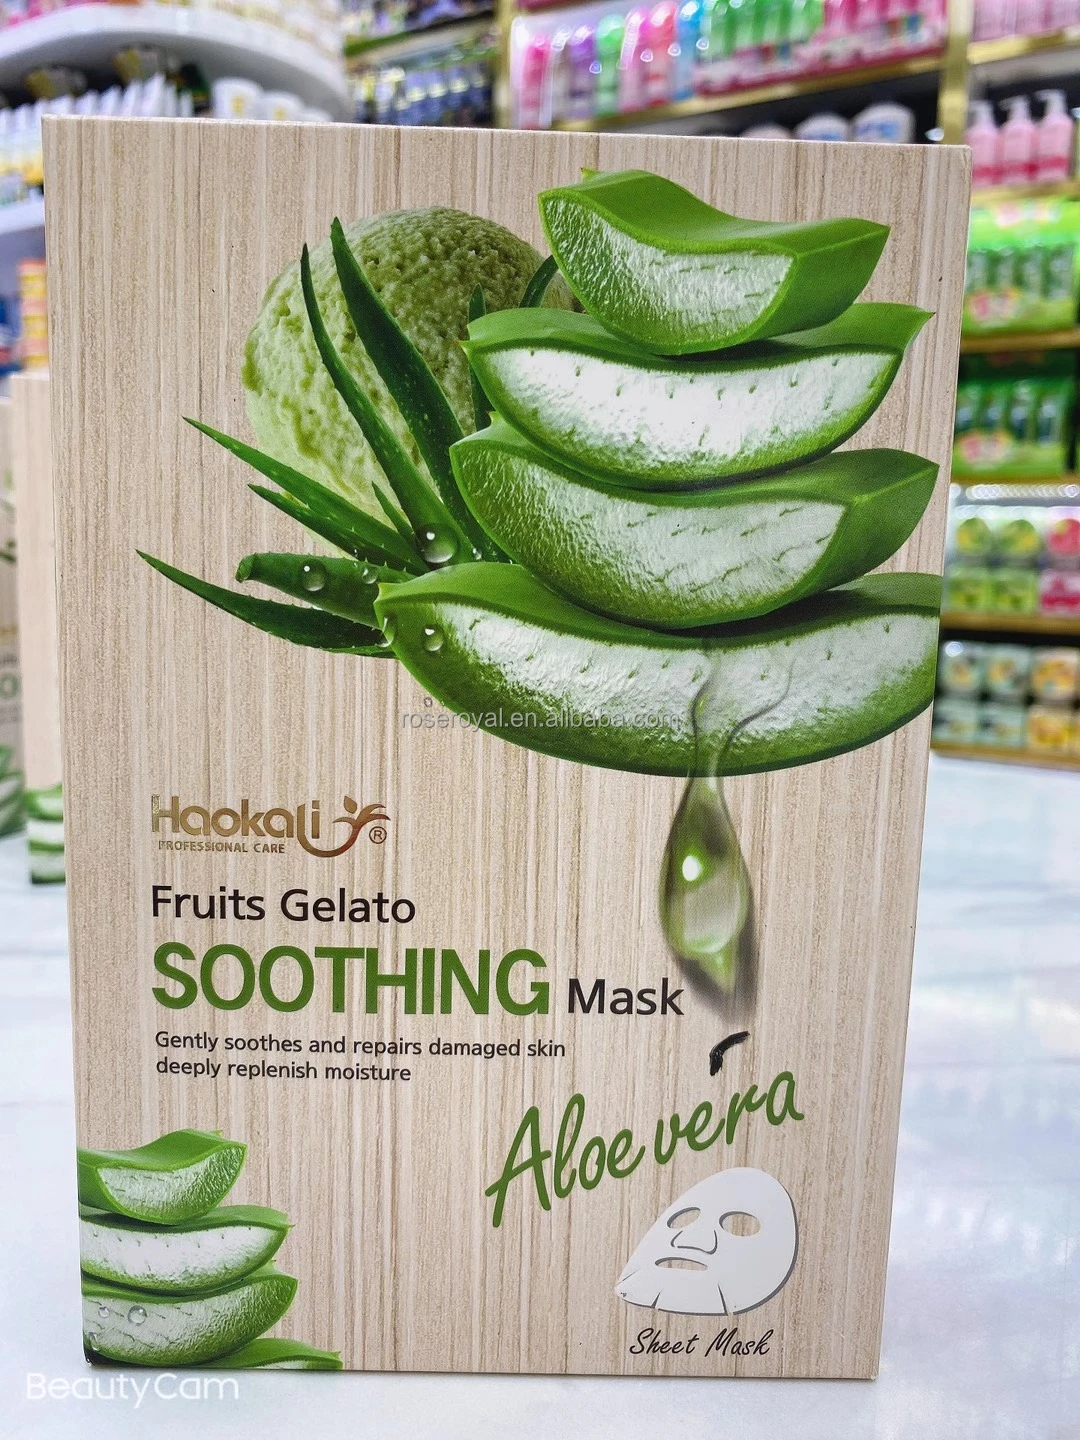 roseroyal.en.alibaba.com
Haokali ®
PROFESSIONAL CARE
Fruits Gelato
SOOTHING Mask
Gently soothes and repairs damaged skin
deeply replenish moisture
Aloe vera
Sheet Mask
BeautyCam